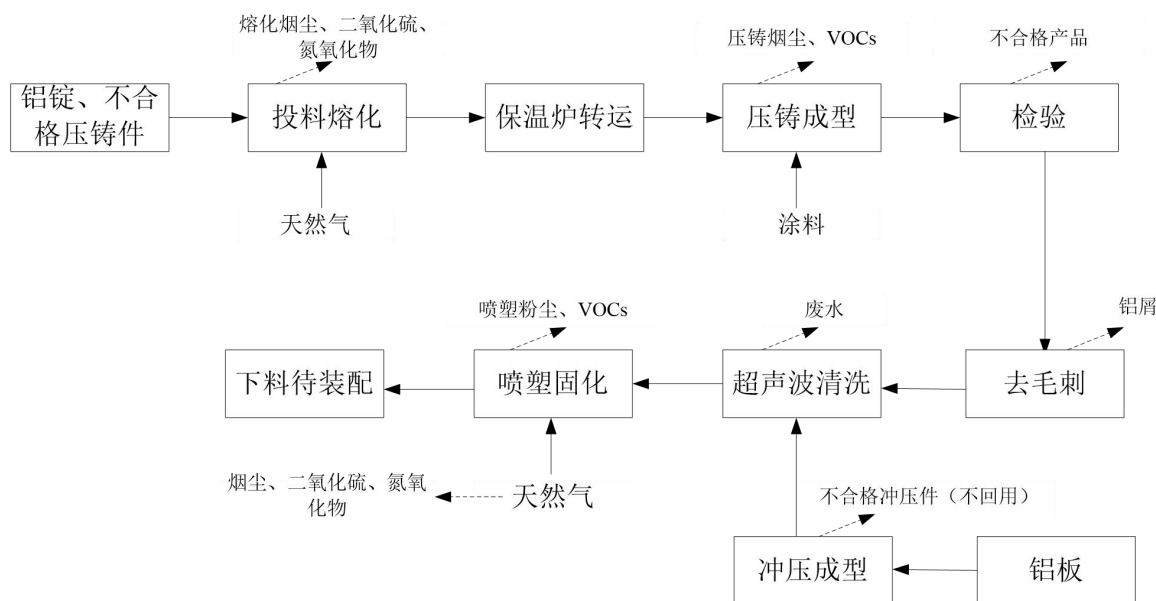 熔化烟尘、二氧化硫、
氮氧化物
压铸烟尘、VOCs
不合格产品
铝锭、不合
格压铸件
投料熔化
保温炉转运
压铸成型
检验
天然气
涂料
喷塑粉尘、VOCs
废水
铝屑
下料待装配
喷塑固化
超声波清洗
去毛刺
烟尘、二氧化硫、氮氧
化物
天然气
不合格冲压件（不回用）
冲压成型
铝板